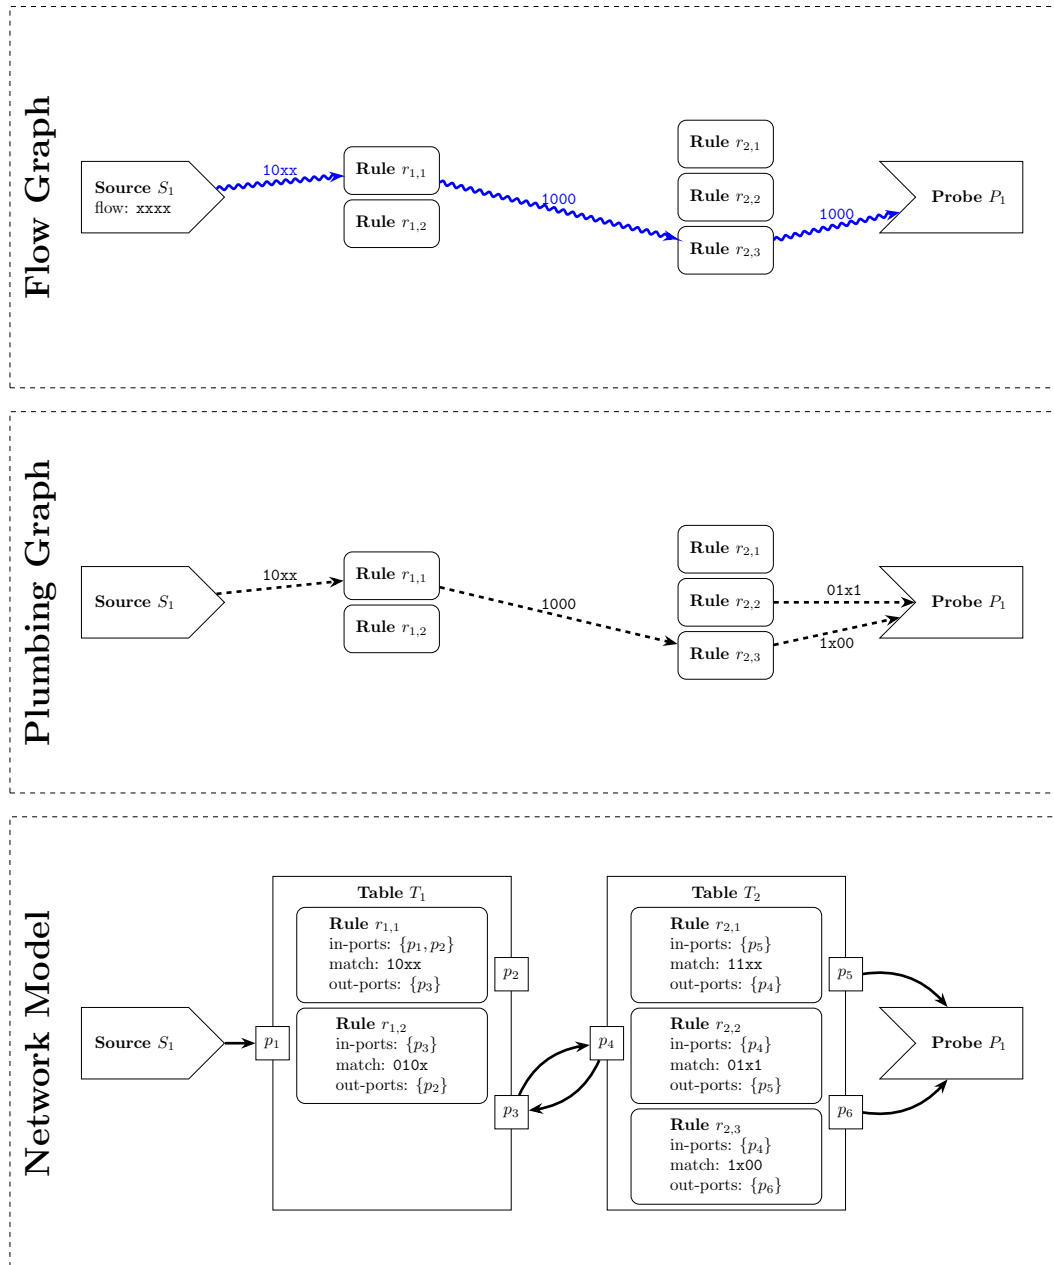 Flow Graph
Source S1
flow: xxxx
10xx
Rule r1,1
Rule r1,2
1000
Rule r2,1
Rule r2,2
Rule r2,3
1000
Probe P1
Plumbing Graph
Source S1
10xx
Rule r1,1
Rule r1,2
1000
Rule r2,1
Rule r2,2
Rule r2,3
01x1
1x00
Probe P1
Network Model
Source S1
p1
Table T1
Rule r1,1
in-ports: {p1, p2}
match: 10xx
out-ports: {p3}
Rule r1,2
in-ports: {p3}
match: 010x
out-ports: {p2}
p2
p3
p4
Table T2
Rule r2,1
in-ports: {p5}
match: 11xx
out-ports: {p4}
Rule r2,2
in-ports: {p4}
match: 01x1
out-ports: {p5}
Rule r2,3
in-ports: {p4}
match: 1x00
out-ports: {p6}
p5
p6
Probe P1